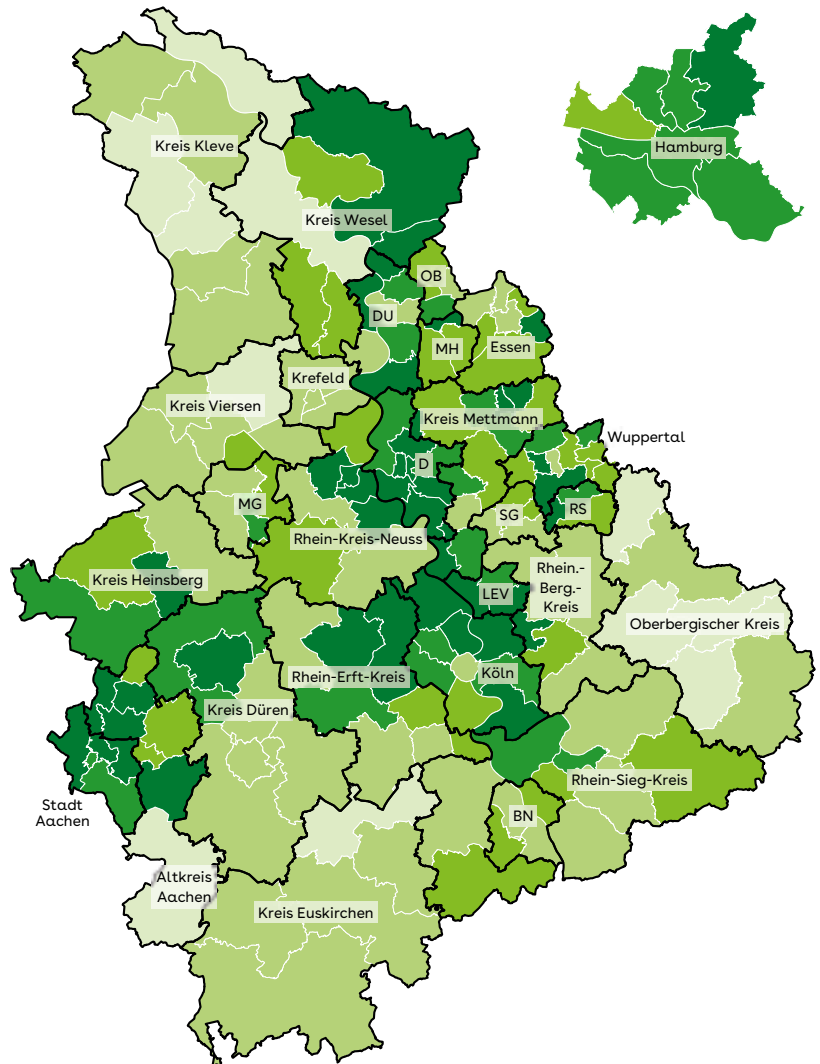 Kreis Kleve
Hamburg
Kreis Wesel
OB
DU
MH
Essen
Krefeld
Kreis Viersen
Kreis Mettmann
Wuppertal
D
MG
SG
RS
Rhein-Kreis-Neuss
Kreis Heinsberg
LEV
Rhein.-
Berg.-
Kreis
Oberbergischer Kreis
Rhein-Erft-Kreis
Köln
Kreis Düren
Rhein-Sieg-Kreis
Stadt
Aachen
BN
Altkreis
Aachen
Kreis Euskirchen